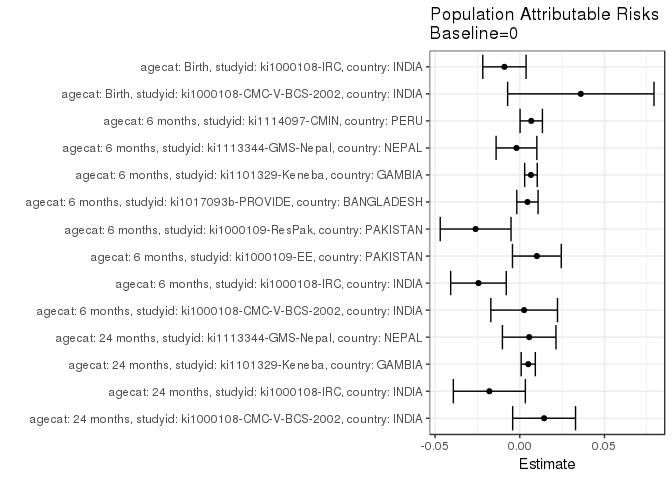 Population Attributable Risks
Baseline=0
agecat: Birth, studyid: ki1000108-IRC, country: INDIA
agecat: Birth, studyid: ki1000108-CMC-V-BCS-2002, country: INDIA
agecat: 6 months, studyid: ki1114097-CMIN, country: PERU
agecat: 6 months, studyid: ki1113344-GMS-Nepal, country: NEPAL
agecat: 6 months, studyid: ki1101329-Keneba, country: GAMBIA
agecat: 6 months, studyid: ki1017093b-PROVIDE, country: BANGLADESH
agecat: 6 months, studyid: ki1000109-ResPak, country: PAKISTAN
agecat: 6 months, studyid: ki1000109-EE, country: PAKISTAN
agecat: 6 months, studyid: ki1000108-IRC, country: INDIA
agecat: 6 months, studyid: ki1000108-CMC-V-BCS-2002, country: INDIA
agecat: 24 months, studyid: ki1113344-GMS-Nepal, country: NEPAL
agecat: 24 months, studyid: ki1101329-Keneba, country: GAMBIA
agecat: 24 months, studyid: ki1000108-IRC, country: INDIA
agecat: 24 months, studyid: ki1000108-CMC-V-BCS-2002, country: INDIA
-0.05 0.00 0.05
Estimate